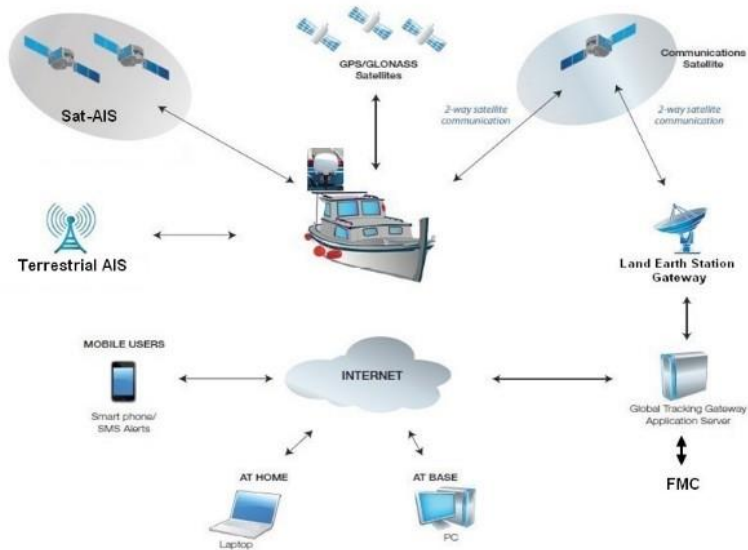 Sat-AIS
GPS/GLONASS
Satellites
Communications
Satellite
2-way satellite
communication
2-way satellite
communication
Terrestrial AIS
Land Earth Station
Gateway
MOBILE USERS
Smart phone/
SMS Alerts
INTERNET
Global Tracking Gateway
Application Server
FMC
AT HOME
Laptop
AT BASE
PC